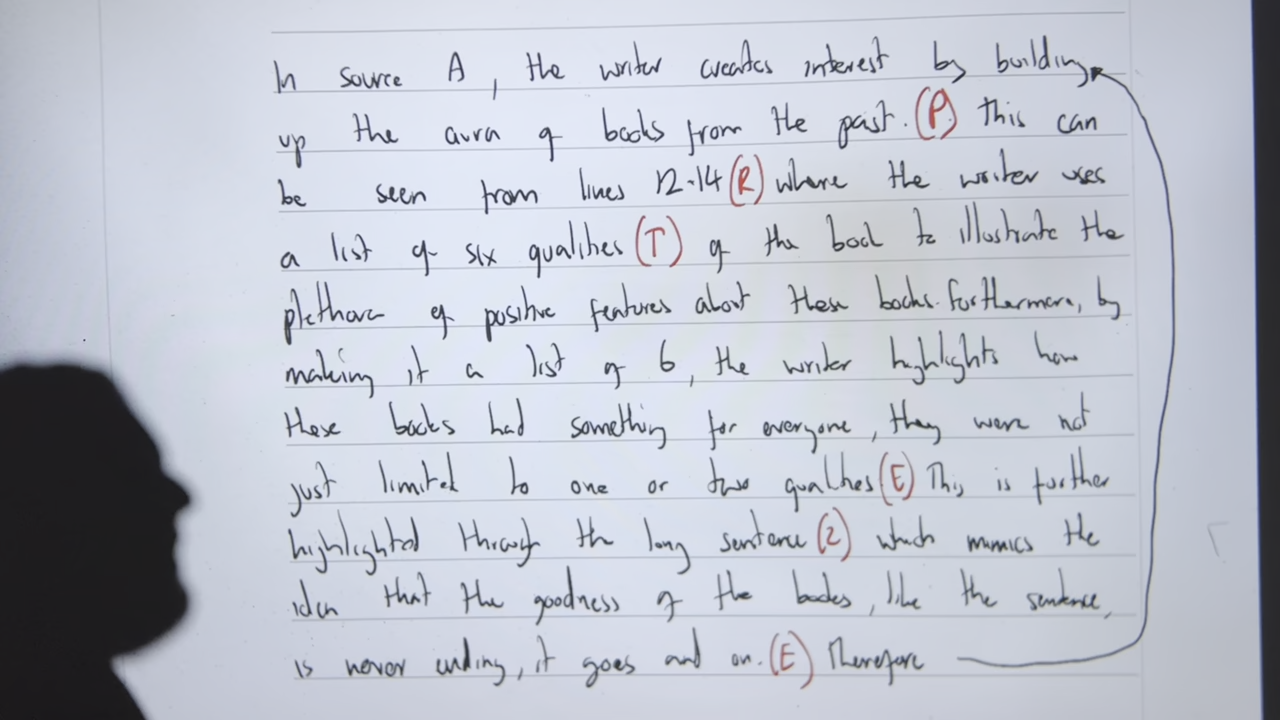 In source A, the writer creates interest by building
up the aura of books from the past. (P) This can
be seen from lines 12-14 (R) where the writer uses
a list of six qualities (T) of the book to illustrate the
plethora of positive features about these books. Furthermore, by
making it a list of 6, the writer highlights how
these books had something for everyone, they were not
just limited to one or two qualities (E) This is further
highlighted through the long sentence (2) which mimics the
idea that the goodness of the books, like the sentence,
is never ending, it goes and on. (E) Therefore